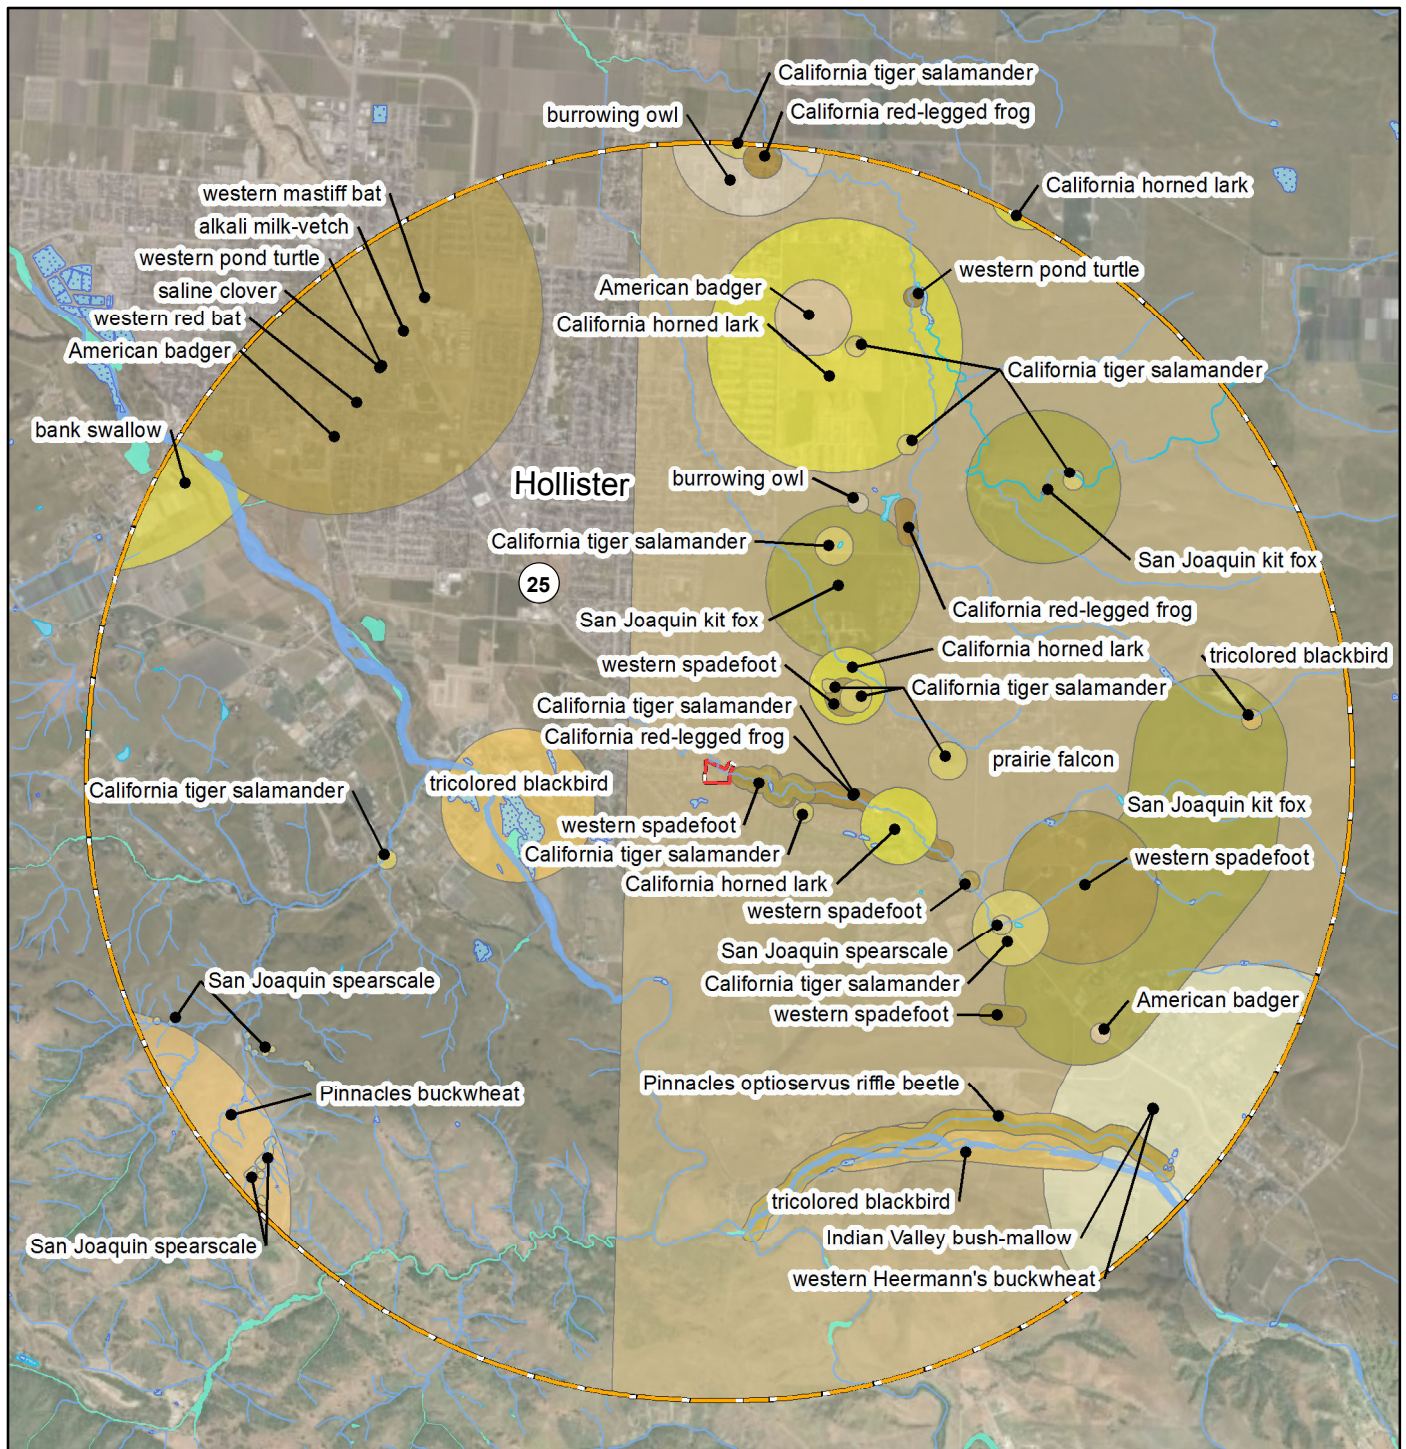 California tiger salamander
burrowing owl
California red-legged frog
western mastiff bat
California horned lark
alkali milk-vetch
western pond turtle
western pond turtle
saline clover
American badger
western red bat
California horned lark
American badger
California tiger salamander
bank swallow
Hollister
burrowing owl
California tiger salamander
San Joaquin kit fox
25
San Joaquin kit fox
California red-legged frog
California horned lark
tricolored blackbird
western spadefoot
California tiger salamander
California tiger salamander
California red-legged frog
prairie falcon
tricolored blackbird
California tiger salamander
San Joaquin kit fox
western spadefoot
California tiger salamander
western spadefoot
California horned lark
western spadefoot
San Joaquin spearscale
San Joaquin spearscale
California tiger salamander
American badger
western spadefoot
Pinnacles optioservus riffle beetle
Pinnacles buckwheat
tricolored blackbird
Indian Valley bush-mallow
San Joaquin spearscale
western Heermann's buckwheat